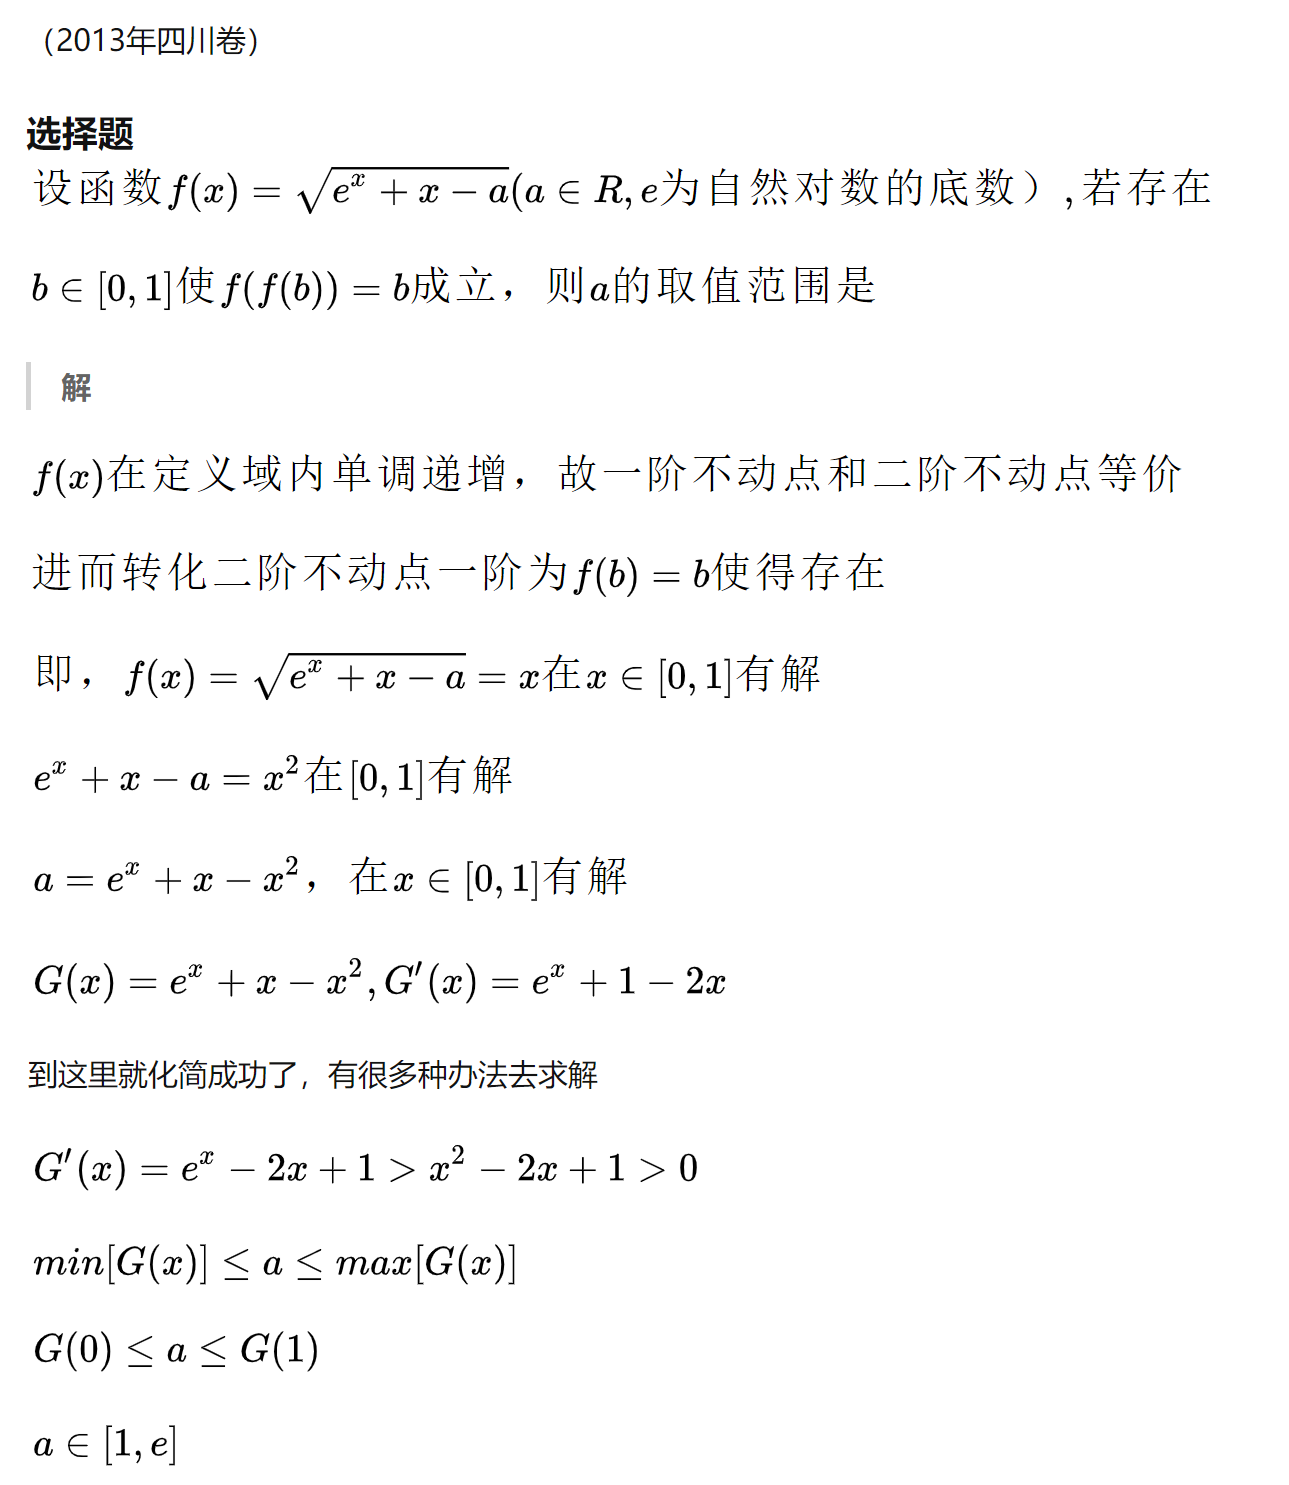 （2013年四川卷）
选择题
设函数f(x) = √(e^x + x − a)(a ∈ R, e为自然对数的底数）,若存在
b ∈ [0, 1]使f(f(b)) = b成立，则a的取值范围是
解
f(x)在定义域内单调递增，故一阶不动点和二阶不动点等价
进而转化二阶不动点一阶为f(b) = b使得存在
即，f(x) = √(e^x + x − a) = x在x ∈ [0, 1]有解
e^x + x − a = x^2在[0, 1]有解
a = e^x + x − x^2，在x ∈ [0, 1]有解
G(x) = e^x + x − x^2, G′(x) = e^x + 1 − 2x
到这里就化简成功了，有很多种办法去求解
G′(x) = e^x − 2x + 1 > x^2 − 2x + 1 > 0
min[G(x)] ≤ a ≤ max[G(x)]
G(0) ≤ a ≤ G(1)
a ∈ [1, e]